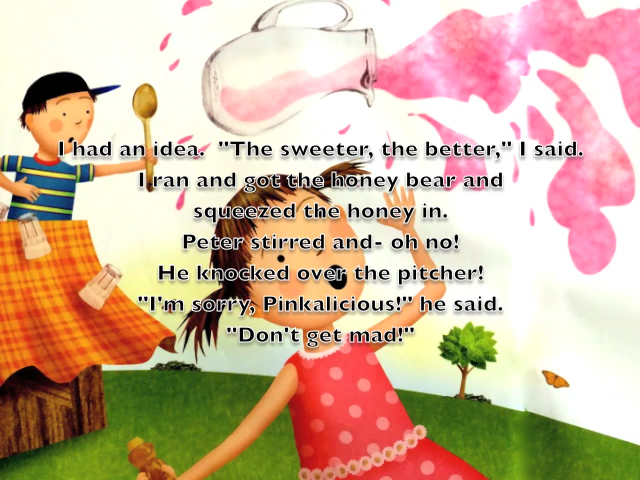 I had an idea.  "The sweeter, the better," I said.
I ran and got the honey bear and
squeezed the honey in.
Peter stirred and- oh no!
He knocked over the pitcher!
"I'm sorry, Pinkalicious!" he said.
"Don't get mad!"